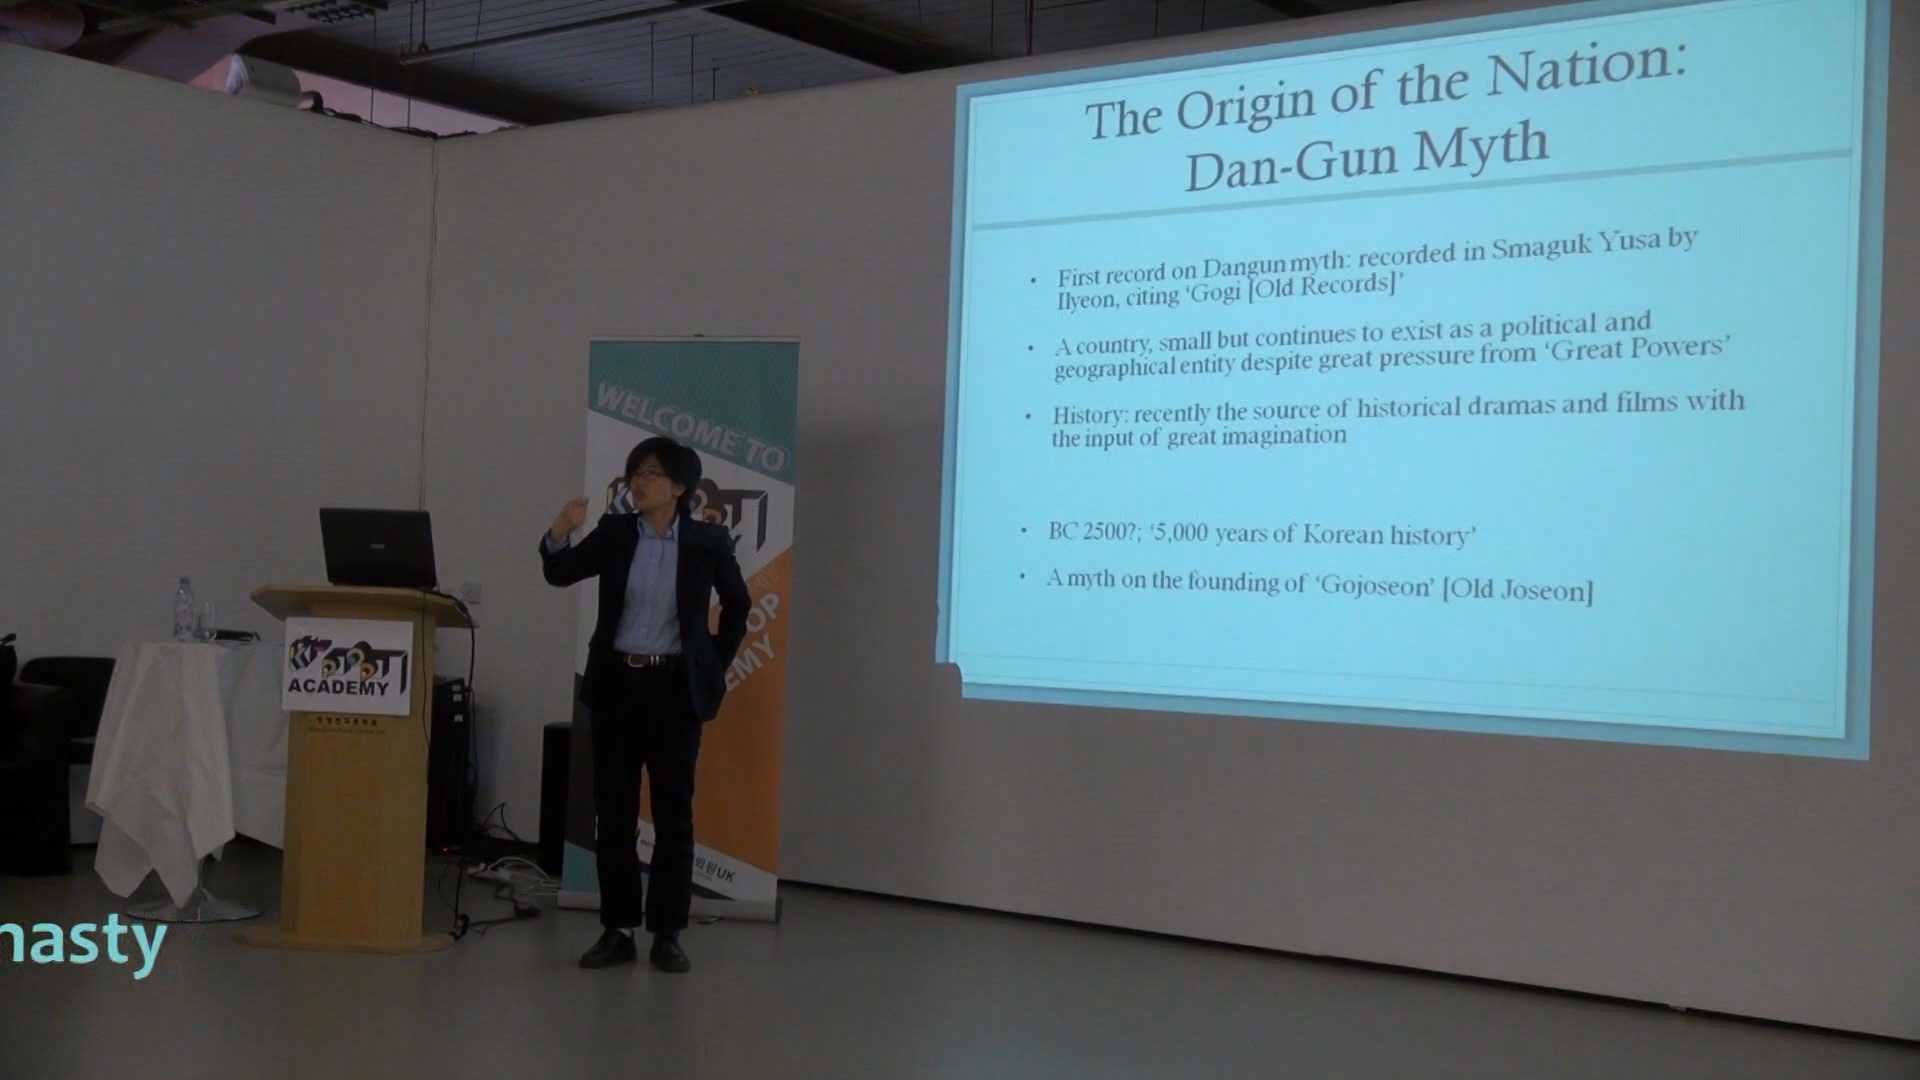 The Origin of the Nation:
Dan-Gun Myth
• First record on Dangun myth: recorded in Smaguk Yusa by
Ilyeon, citing ‘Gogi [Old Records]’
• A country, small but continues to exist as a political and
geographical entity despite great pressure from ‘Great Powers’
• History: recently the source of historical dramas and films with
the input of great imagination
• BC 2500?; ‘5,000 years of Korean history’
• A myth on the founding of ‘Gojoseon’ [Old Joseon]
WELCOME TO
OP
EMY
UK
ACADEMY
nasty